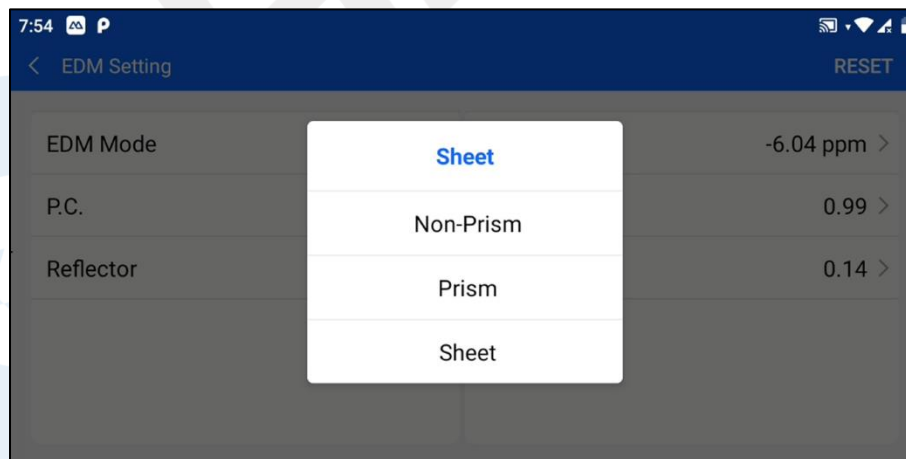 7:54
EDM Setting
RESET
EDM Mode
-6.04 ppm
P.C.
0.99
Reflector
0.14
Sheet
Non-Prism
Prism
Sheet